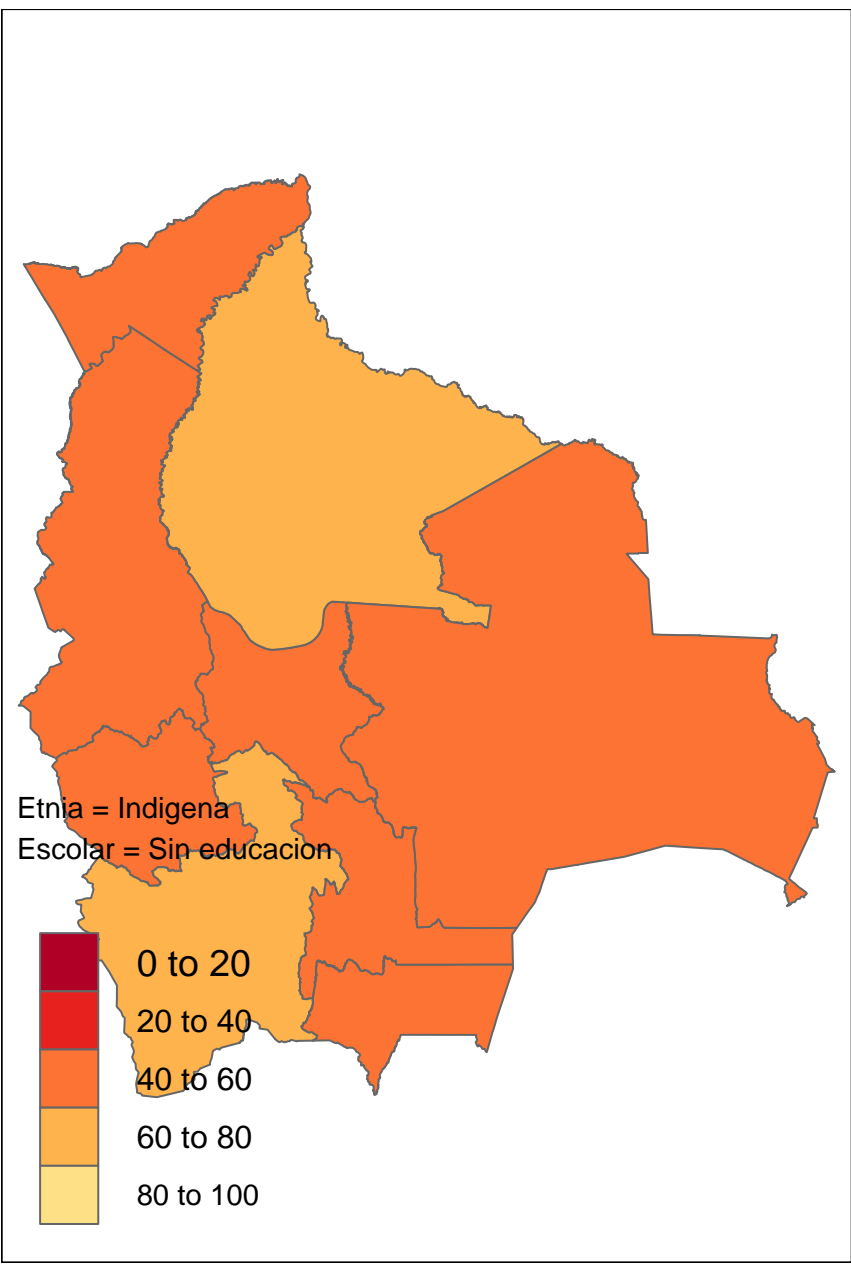 Etnia = Indigena
Escolar = Sin educacion
0 to 20
20 to 40
40 to 60
60 to 80
80 to 100